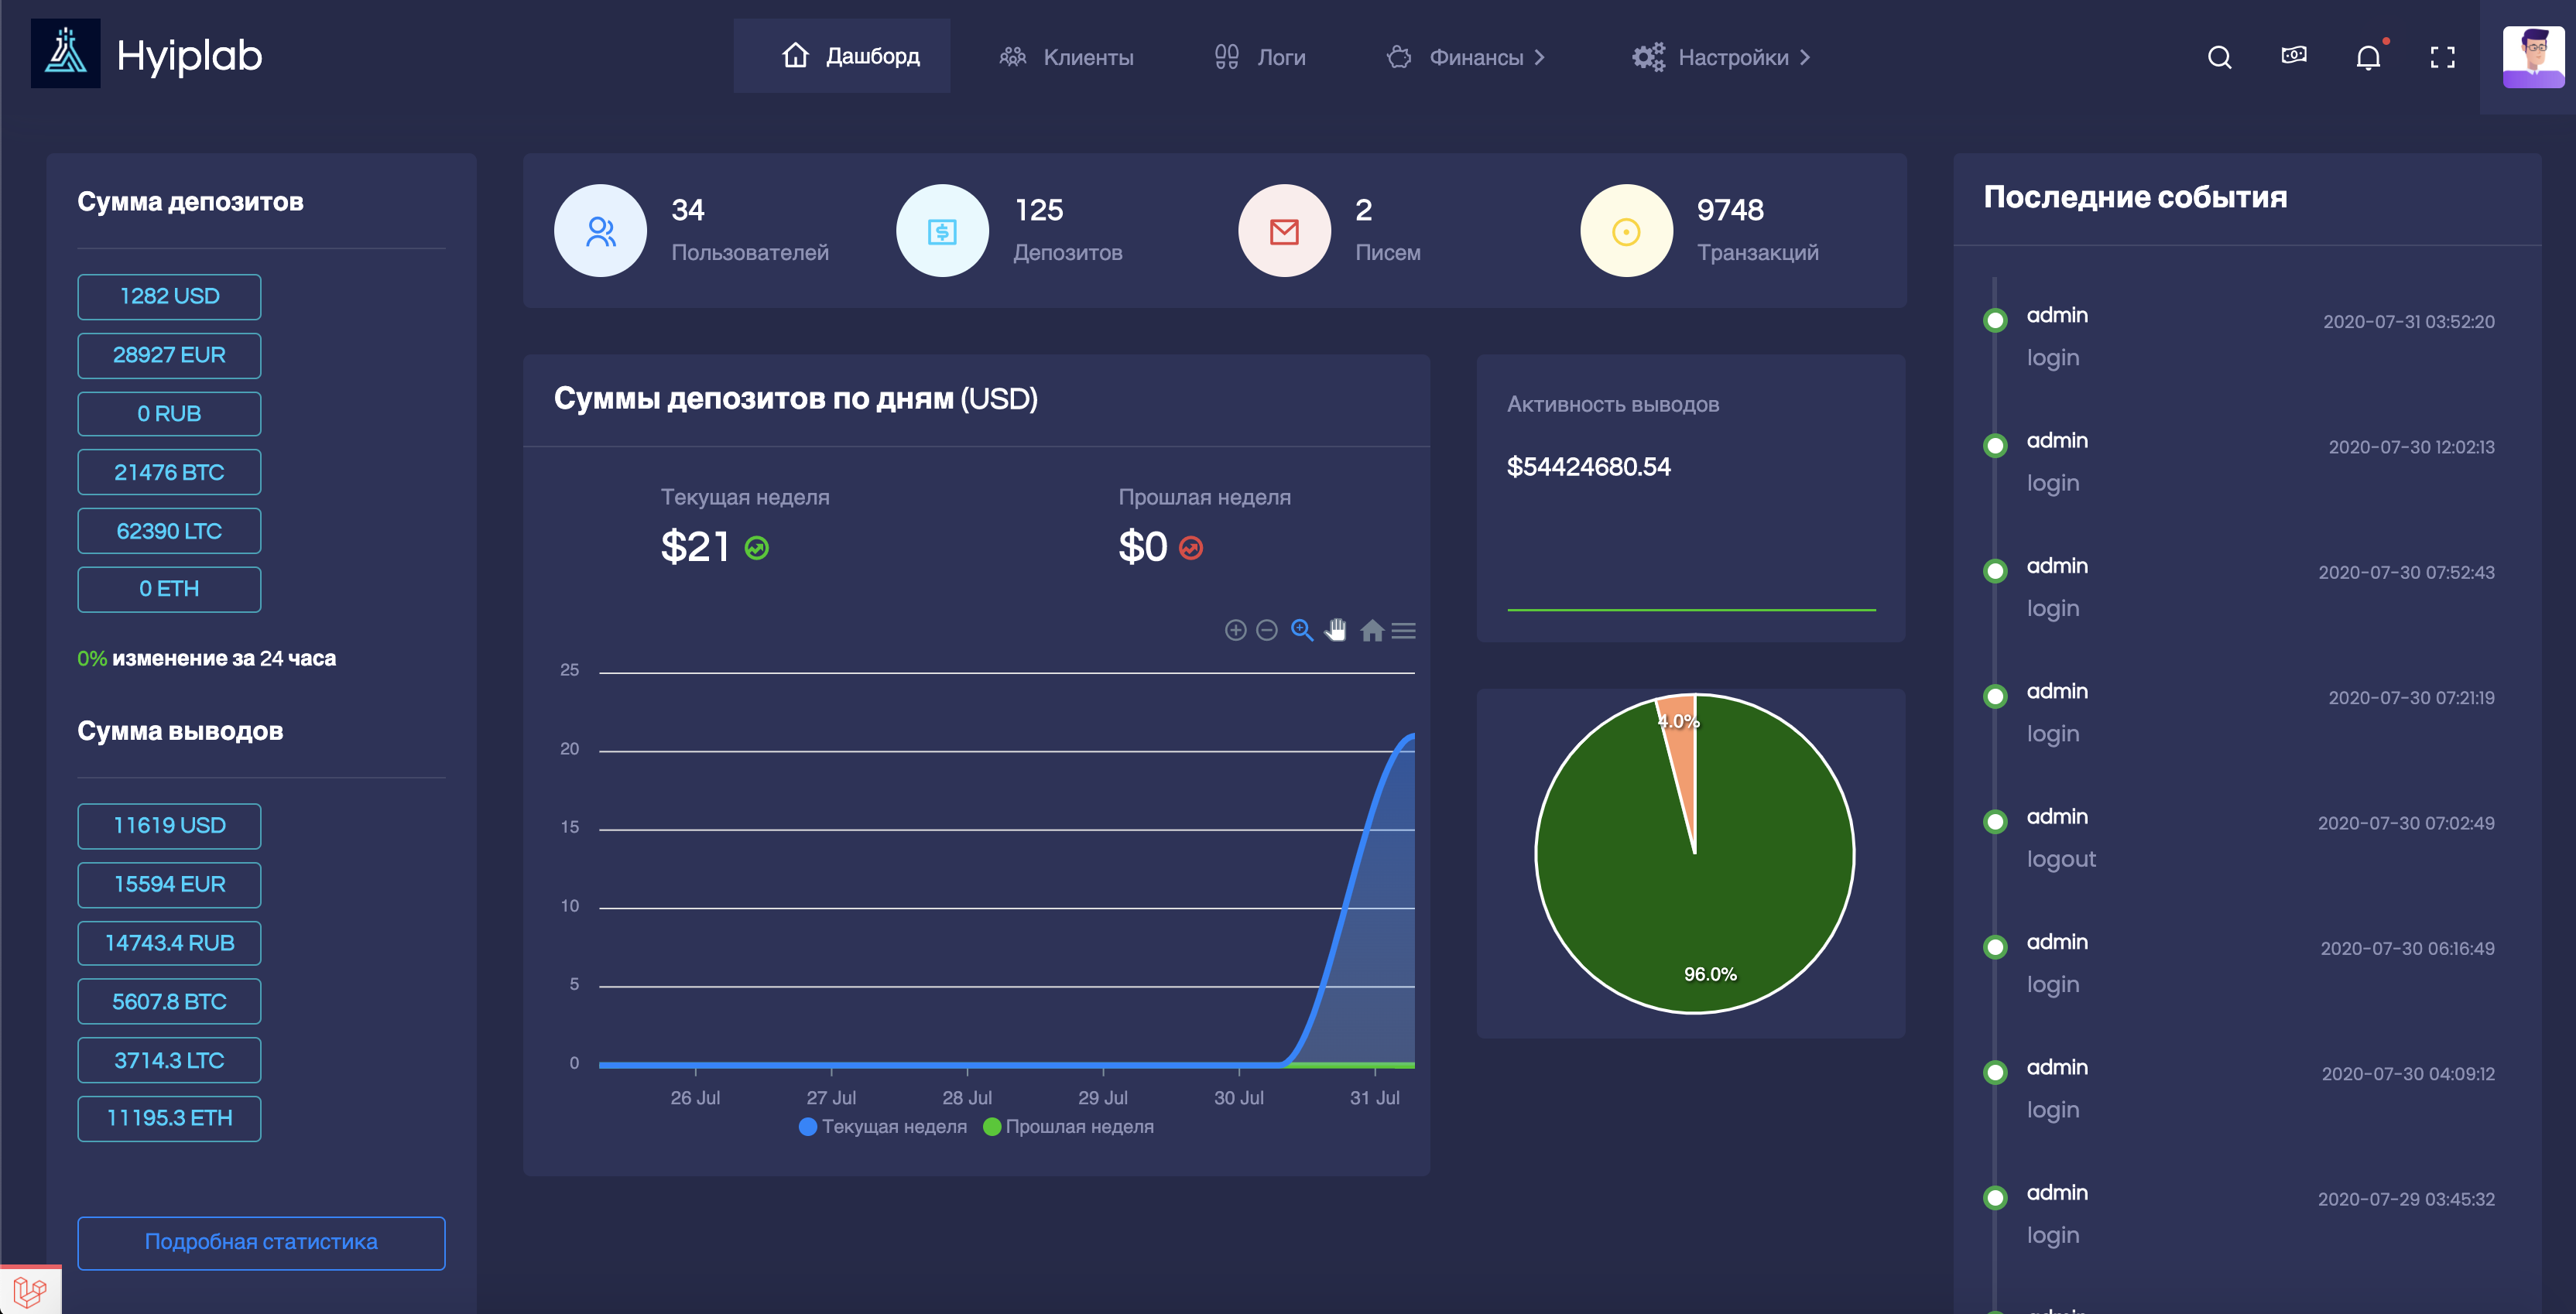 Hyiplab
Дашборд
Клиенты
Логи
Финансы
Настройки
Сумма депозитов
1282 USD
28927 EUR
0 RUB
21476 BTC
62390 LTC
0 ETH
0% изменение за 24 часа
Сумма выводов
11619 USD
15594 EUR
14743.4 RUB
5607.8 BTC
3714.3 LTC
11195.3 ETH
Подробная статистика
34
Пользователей
125
Депозитов
2
Писем
9748
Транзакций
Суммы депозитов по дням (USD)
Текущая неделя
$21
Прошлая неделя
$0
25
20
15
10
5
0
26 Jul
27 Jul
28 Jul
29 Jul
30 Jul
31 Jul
Текущая неделя
Прошлая неделя
Активность выводов
$54424680.54
4.0%
96.0%
Последние события
admin
2020-07-31 03:52:20
login
admin
2020-07-30 12:02:13
login
admin
2020-07-30 07:52:43
login
admin
2020-07-30 07:21:19
login
admin
2020-07-30 07:02:49
logout
admin
2020-07-30 06:16:49
login
admin
2020-07-30 04:09:12
login
admin
2020-07-29 03:45:32
login